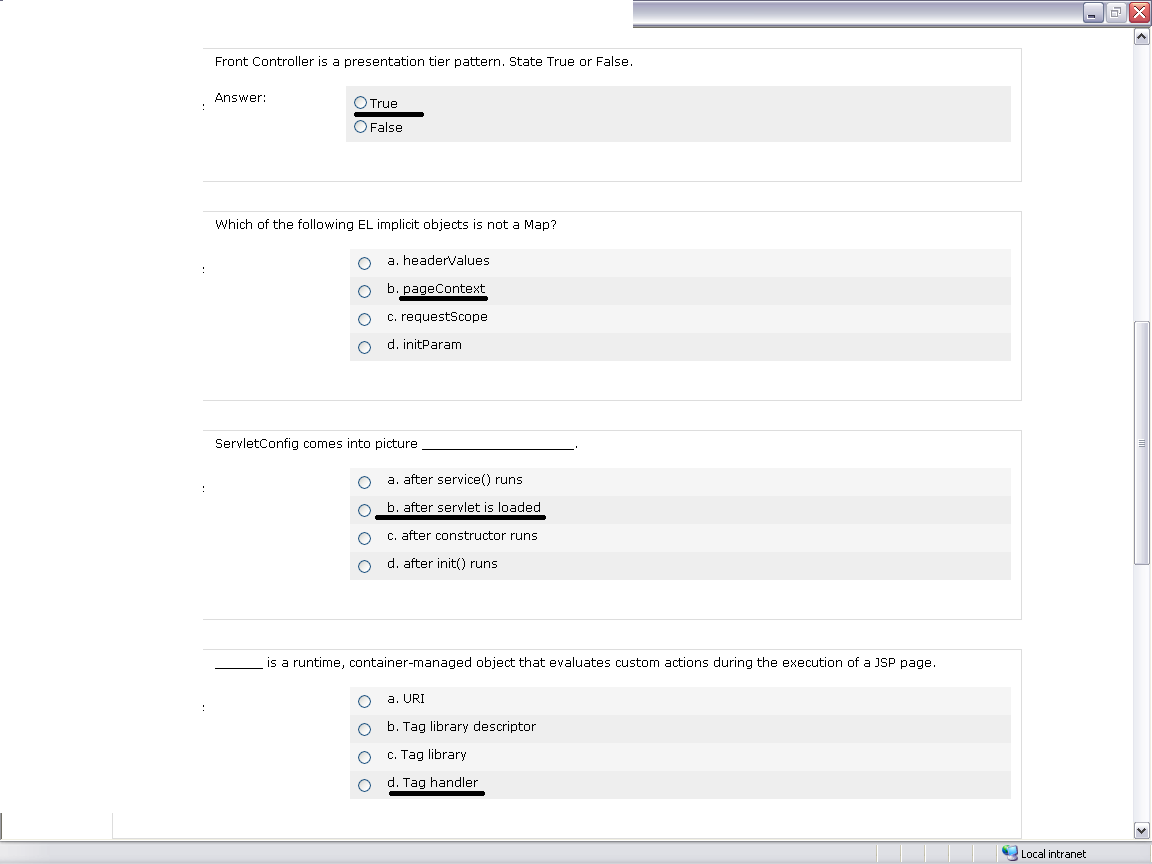 Front Controller is a presentation tier pattern. State True or False.
Answer:
True
False
Which of the following EL implicit objects is not a Map?
a. headerValues
b. pageContext
c. requestScope
d. initParam
ServletConfig comes into picture ____________________.
a. after service() runs
b. after servlet is loaded
c. after constructor runs
d. after init() runs
_______ is a runtime, container-managed object that evaluates custom actions during the execution of a JSP page.
a. URI
b. Tag library descriptor
c. Tag library
d. Tag handler
Local intranet